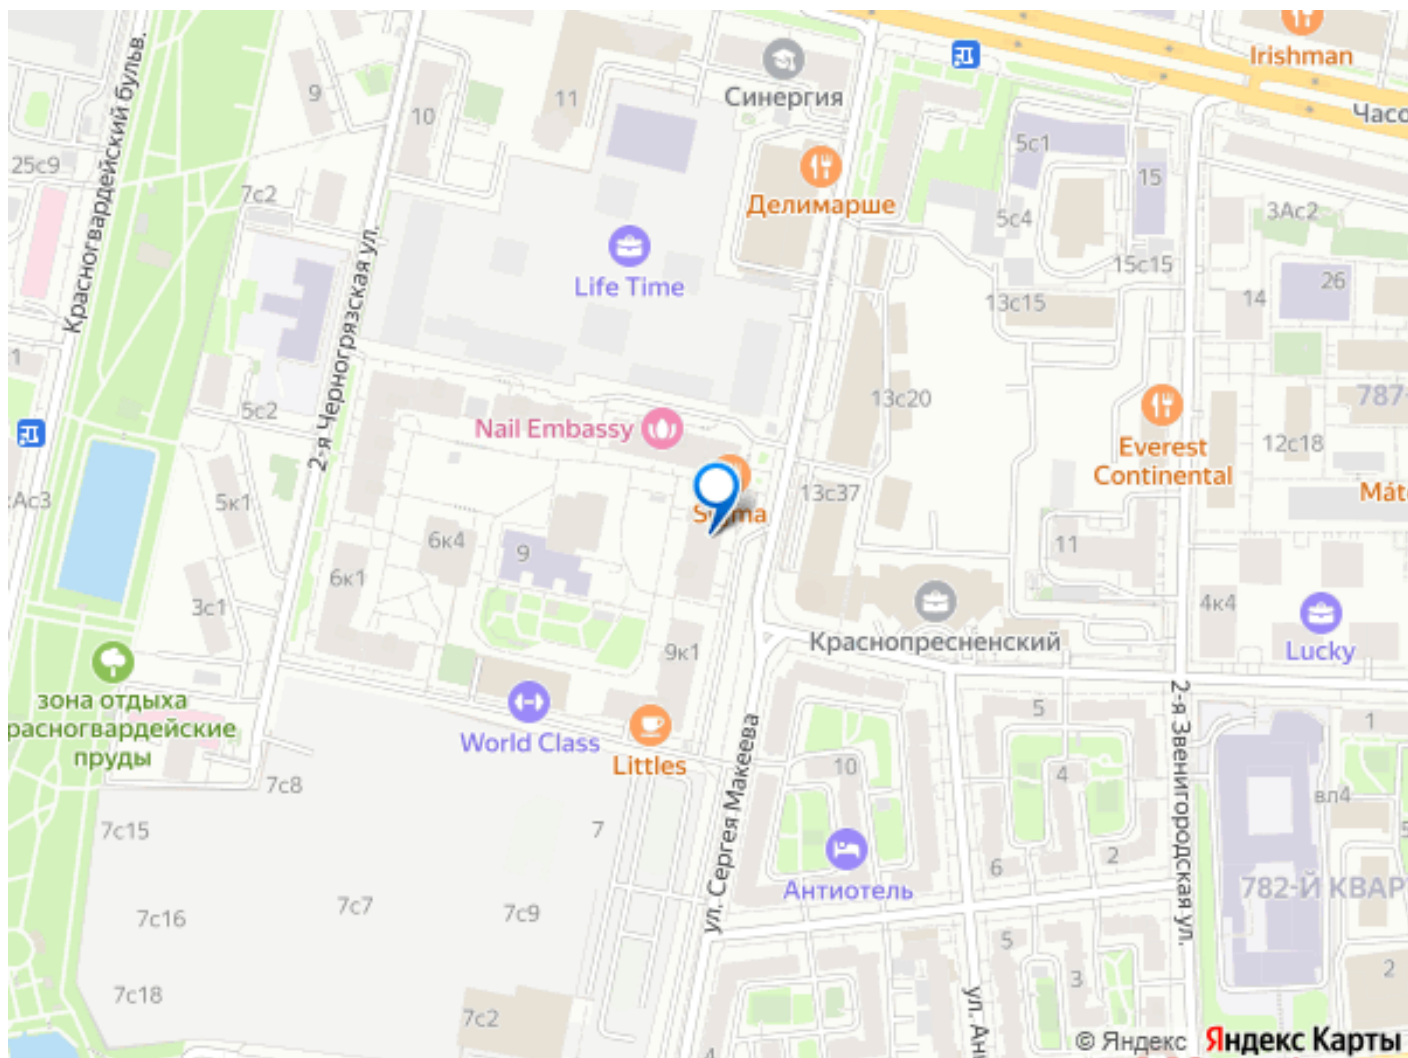 Irishman
Часо
Синергия
11
9
10
25с9
7с2
Красногвардейский бульв.
2-я Черногрязская ул.
Делимарше
5с1
15
5с4
3Ас2
15с15
13с15
26
14
Life Time
1
5с2
Nail Embassy
13с20
787-
Everest
Continental
12с18
Máte
Ас3
5к1
13с37
6к4
9
11
6к1
3с1
4к4
Краснопресненский
Lucky
9к1
зона отдыха
расногвардейские
пруды
World Class
Littles
ул. Сергея Макеева
2-я Звенигородская ул.
5
1
10
4
7с8
вл4
7с15
7
6
2
Антиотель
782-Й КВАР
7с7
7с9
7с16
5
3
2
7с18
7с2
ул. Ан
4
© Яндекс Яндекс Карты